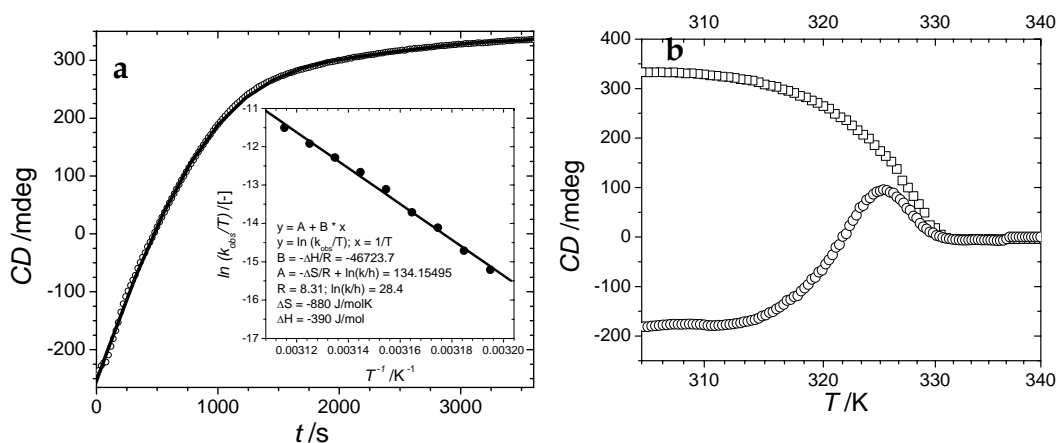 a
CD /mdeg
300
200
100
0
-100
-200
0 1000 2000 3000
t /s
ln (k_obs/T) /[-]
-11
-12
-13
-14
-15
-16
-17
y = A + B * x
y = ln (k_obs/T); x = 1/T
B = -ΔH/R = -46723.7
A = -ΔS/R + ln(k/h) = 134.15495
R = 8.31; ln(k/h) = 28.4
ΔS = -880 J/molK
ΔH = -390 J/mol
0.00312 0.00314 0.00316 0.00318 0.00320
T⁻¹ /K⁻¹
b
310 320 330 340
CD /mdeg
400
300
200
100
0
-100
-200
-300
310 320 330 340
T /K